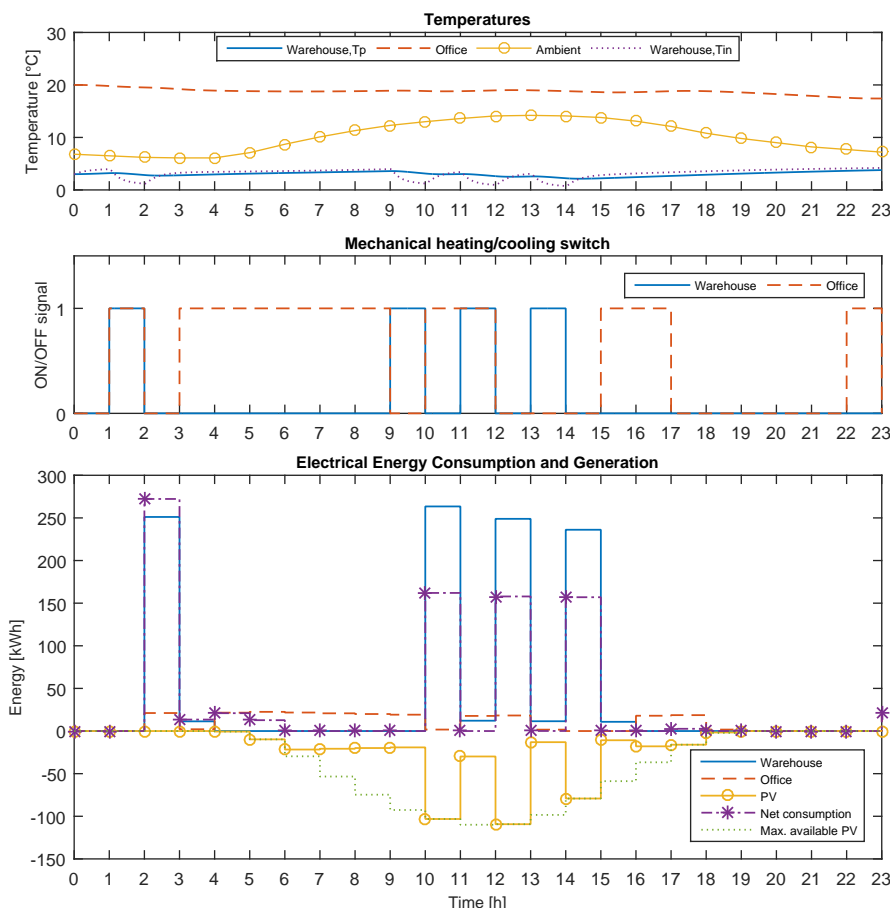 Temperatures
Temperature [°C]
30
20
10
0
Warehouse,Tp Office Ambient Warehouse,Tin
0 1 2 3 4 5 6 7 8 9 10 11 12 13 14 15 16 17 18 19 20 21 22 23
Mechanical heating/cooling switch
ON/OFF signal
1
0
Warehouse Office
0 1 2 3 4 5 6 7 8 9 10 11 12 13 14 15 16 17 18 19 20 21 22 23
Electrical Energy Consumption and Generation
Energy [kWh]
300
250
200
150
100
50
0
-50
-100
-150
Warehouse
Office
PV
Net consumption
Max. available PV
0 1 2 3 4 5 6 7 8 9 10 11 12 13 14 15 16 17 18 19 20 21 22 23
Time [h]